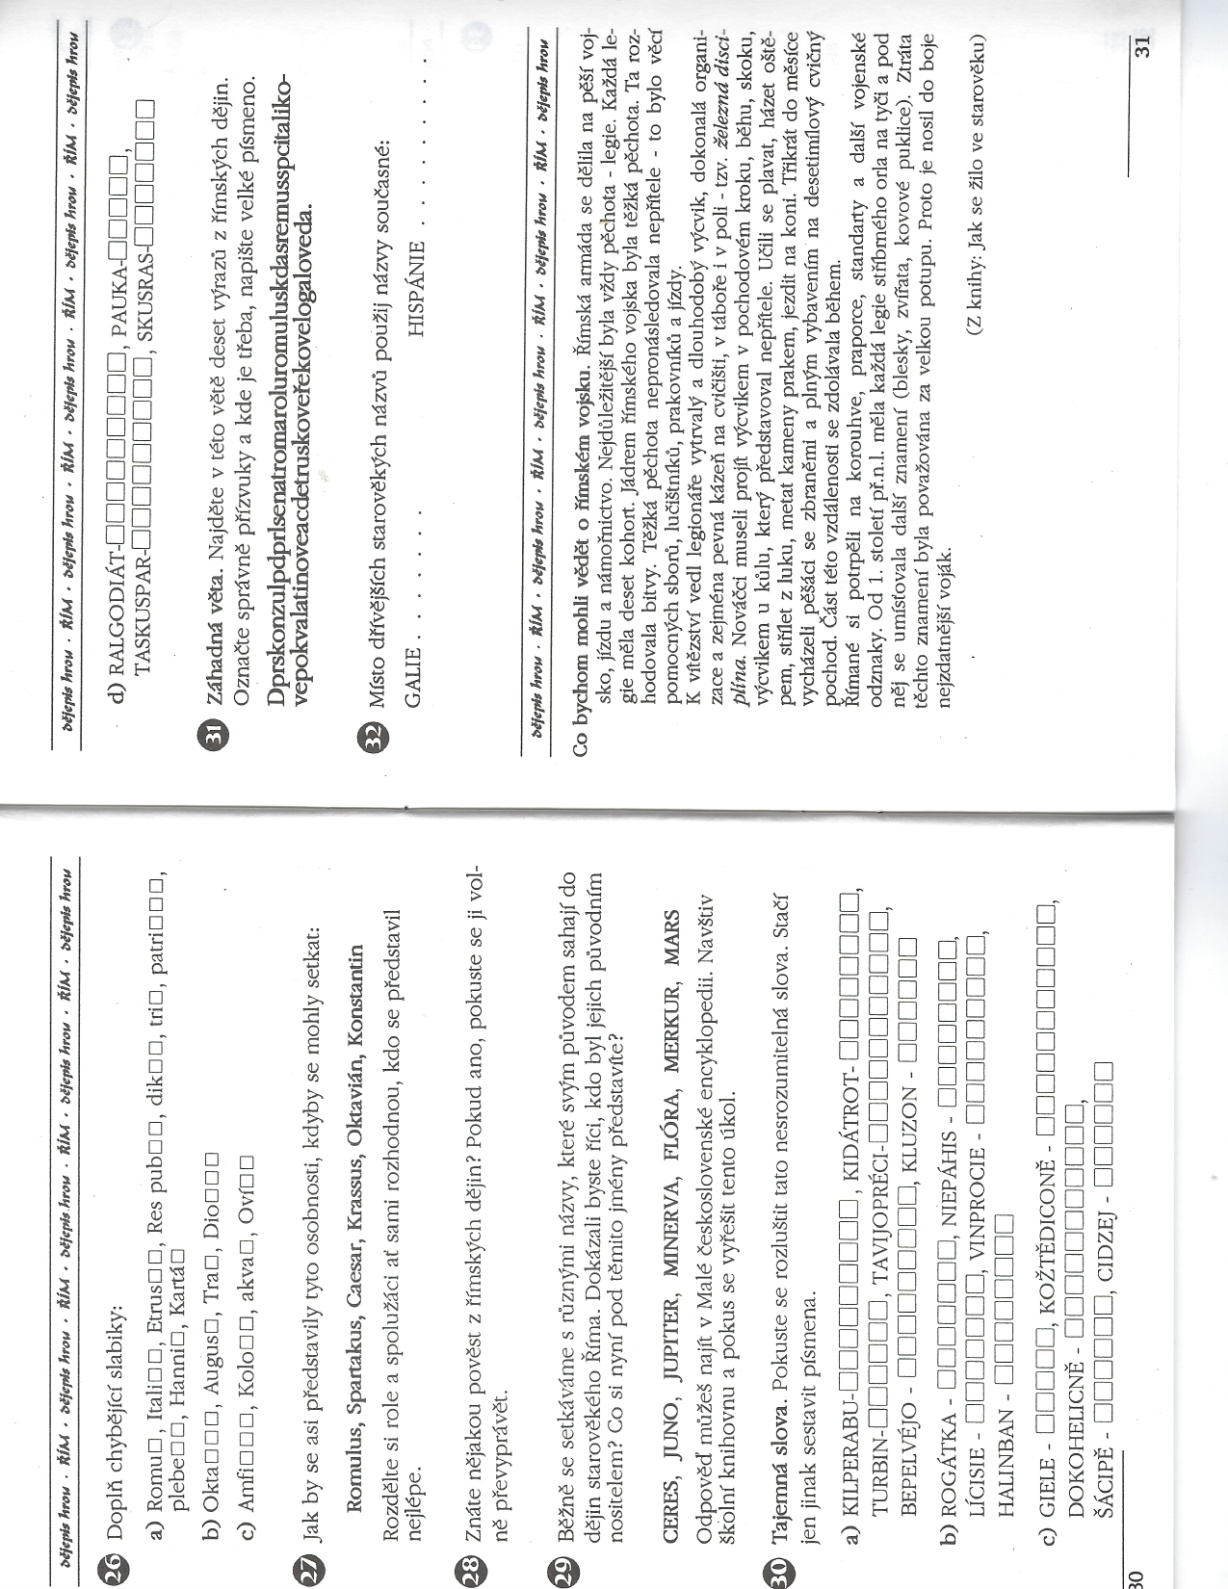 dějepis hrou · ŘÍM · dějepis hrou · ŘÍM · dějepis hrou · ŘÍM · dějepis hrou · ŘÍM · dějepis hrou
26 Doplň chybějící slabiky:
a) Romu□, Itali□□, Etrus□□, Res pub□□, dik□□, tri□, patri□□□,
plebe□□, Hanni□, Kartá□
b) Okta□□□, Augus□, Tra□, Dio□□□
c) Amfi□□□, Kolo□□, akva□, Oví□□
27 Jak by se asi představily tyto osobnosti, kdyby se mohly setkat:
Romulus, Spartakus, Caesar, Krassus, Oktavián, Konstantin
Rozdělte si role a spolužáci ať sami rozhodnou, kdo se představil
nejlépe.
28 Znáte nějakou pověst z římských dějin? Pokud ano, pokuste se ji vol-
ně převyprávět.
29 Běžně se setkáváme s různými názvy, které svým původem sahají do
dějin starověkého Říma. Dokázali byste říci, kdo byl jejich původním
nositelem? Co si nyní pod těmito jmény představíte?
CERES, JUNO, JUPITER, MINERVA, FLÓRA, MERKUR, MARS
Odpověď můžeš najít v Malé československé encyklopedii. Navštiv
školní knihovnu a pokus se vyřešit tento úkol.
30 Tajemná slova. Pokuste se rozluštit tato nesrozumitelná slova. Stačí
jen jinak sestavit písmena.
a) KILPERABU-□□□□□□□□□, KIDÁTROT- □□□□□□□□,
TURBIN-□□□□□□, TAVIJOPRÉCI-□□□□□□□□□□□,
BEPELVÉJO - □□□□□□□□□, KLUZON - □□□□□□
b) ROGÁTKA - □□□□□□□, NIEPÁHIS - □□□□□□□□,
LÍCISIE - □□□□□□□, VINPROCIE - □□□□□□□□□,
HALINBAN - □□□□□□□□
c) GIELE - □□□□□, KOŽTĚDICONĚ - □□□□□□□□□□□,
DOKOHELICNĚ - □□□□□□□□□□□,
ŠÁCIPĚ - □□□□□□, CIDZEJ - □□□□□□
30
dějepis hrou · ŘÍM · dějepis hrou · ŘÍM · dějepis hrou · ŘÍM · dějepis hrou · ŘÍM · dějepis hrou
d) RALGODIÁT-□□□□□□□□□, PAUKA-□□□□□,
TASKUSPAR-□□□□□□□□□, SKUSRAS-□□□□□□□
31 Záhadná věta. Najděte v této větě deset výrazů z římských dějin.
Označte správně přízvuky a kde je třeba, napište velké písmeno.
Dprskonzulpdprlsenatromaroluromuluskdasremusspcitaliko-
vepokvalatinoveacdetruskoveřekovelogaloveda.
32 Místo dřívějších starověkých názvů použij názvy současné:
GALIE . . . . . . . HISPÁNIE . . . . . . . . .
dějepis hrou · ŘÍM · dějepis hrou · ŘÍM · dějepis hrou · ŘÍM · dějepis hrou · ŘÍM · dějepis hrou
Co bychom mohli vědět o římském vojsku. Římská armáda se dělila na pěší voj-
sko, jízdu a námořnictvo. Nejdůležitější byla vždy pěchota - legie. Každá le-
gie měla deset kohort. Jádrem římského vojska byla těžká pěchota. Ta roz-
hodovala bitvy. Těžká pěchota nepronásledovala nepřítele - to bylo věcí
pomocných sborů, lučištníků, prakovníků a jízdy.
K vítězství vedl legionáře vytrvalý a dlouhodobý výcvik, dokonalá organi-
zace a zejména pevná kázeň na cvičišti, v táboře i v poli - tzv. železná disci-
plína. Nováčci museli projít výcvikem v pochodovém kroku, běhu, skoku,
výcvikem u kůlu, který představoval nepřítele. Učili se plavat, házet oště-
pem, střílet z luku, metat kameny prakem, jezdit na koni. Třikrát do měsíce
vycházeli pěšáci se zbraněmi a plným vybavením na desetimílový cvičný
pochod. Část této vzdálenosti se zdolávala během.
Římané si potrpěli na korouhve, praporce, standarty a další vojenské
odznaky. Od 1. století př.n.l. měla každá legie stříbrného orla na tyči a pod
něj se umísťovala další znamení (blesky, zvířata, kovové puklice). Ztráta
těchto znamení byla považována za velkou potupu. Proto je nosil do boje
nejzdatnější voják.
(Z knihy: Jak se žilo ve starověku)
31